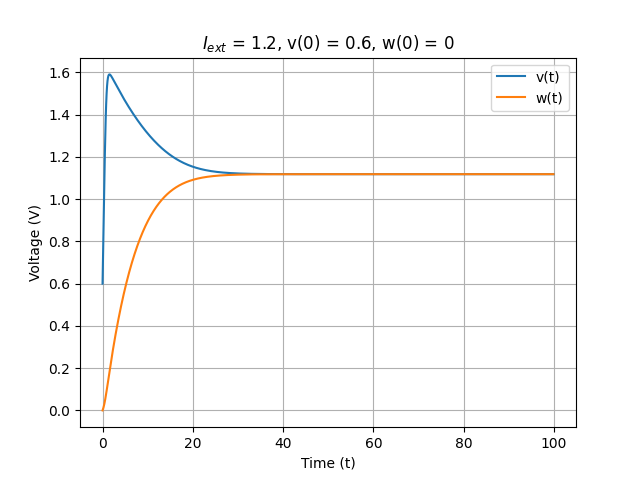 I_ext = 1.2, v(0) = 0.6, w(0) = 0
v(t)
w(t)
Voltage (V)
1.6
1.4
1.2
1.0
0.8
0.6
0.4
0.2
0.0
0 20 40 60 80 100
Time (t)